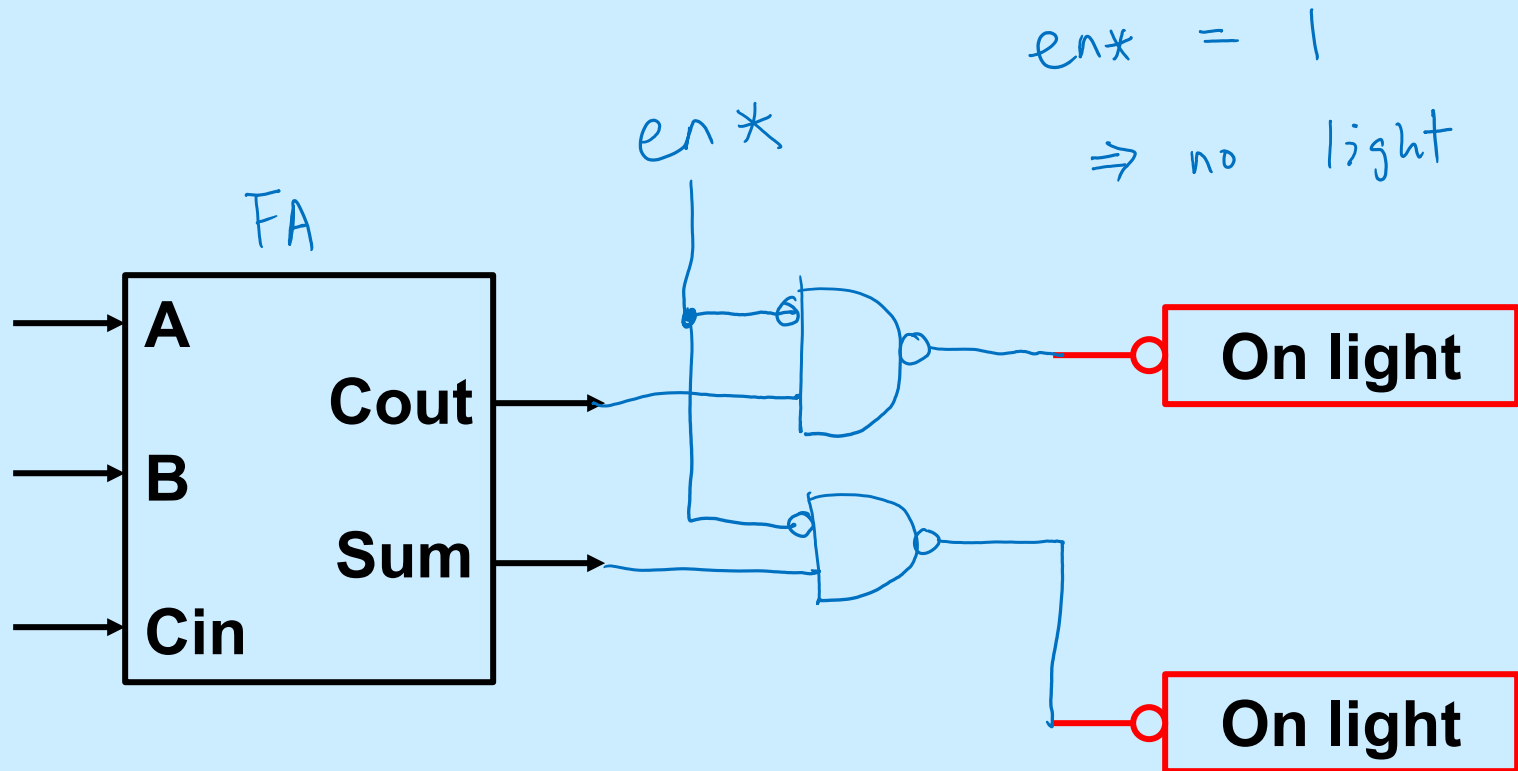 en* = 1
⇒ no light
en*
FA
A
B
Cin
Cout
Sum
On light
On light